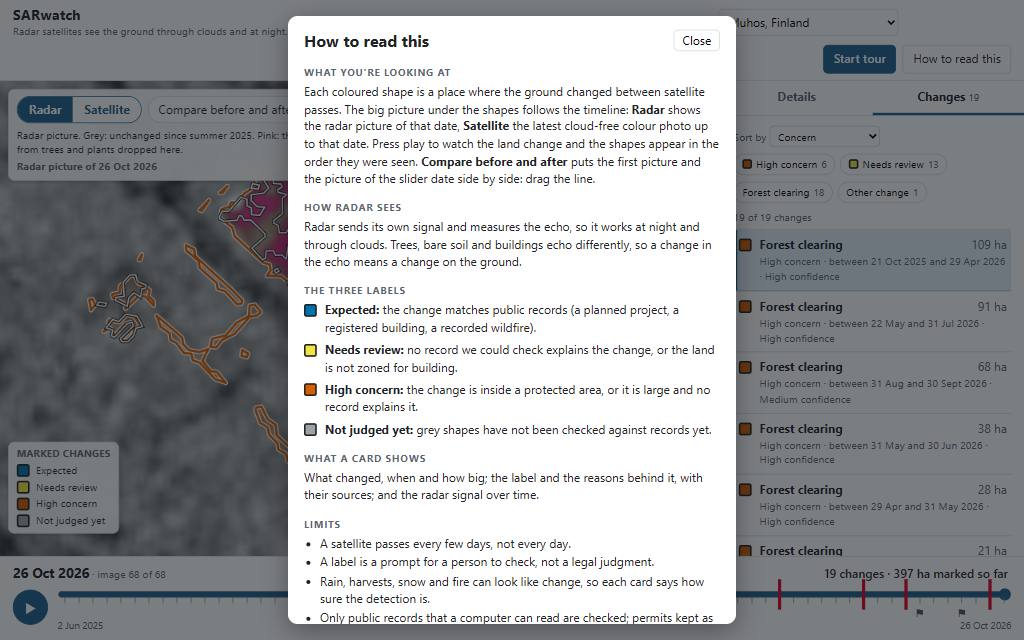 SARwatch
Radar satellites see the ground through clouds and at night.
Muhos, Finland
Start tour
How to read this
Radar
Satellite
Compare before and after
Radar picture. Grey: unchanged since summer 2025. Pink:
from trees and plants dropped here.
Radar picture of 26 Oct 2026
MARKED CHANGES
Expected
Needs review
High concern
Not judged yet
How to read this
Close
WHAT YOU'RE LOOKING AT
Each coloured shape is a place where the ground changed between satellite
passes. The big picture under the shapes follows the timeline: Radar shows
the radar picture of that date, Satellite the latest cloud-free colour photo up
to that date. Press play to watch the land change and the shapes appear in the
order they were seen. Compare before and after puts the first picture and
the picture of the slider date side by side: drag the line.
HOW RADAR SEES
Radar sends its own signal and measures the echo, so it works at night and
through clouds. Trees, bare soil and buildings echo differently, so a change in
the echo means a change on the ground.
THE THREE LABELS
Expected: the change matches public records (a planned project, a
registered building, a recorded wildfire).
Needs review: no record we could check explains the change, or the land
is not zoned for building.
High concern: the change is inside a protected area, or it is large and no
record explains it.
Not judged yet: grey shapes have not been checked against records yet.
WHAT A CARD SHOWS
What changed, when and how big; the label and the reasons behind it, with
their sources; and the radar signal over time.
LIMITS
• A satellite passes every few days, not every day.
• A label is a prompt for a person to check, not a legal judgment.
• Rain, harvests, snow and fire can look like change, so each card says how
sure the detection is.
• Only public records that a computer can read are checked; permits kept as
Details
Changes 19
Sort by
Concern
High concern 6
Needs review 13
Forest clearing 18
Other change 1
19 of 19 changes
Forest clearing 109 ha
High concern · between 21 Oct 2025 and 29 Apr 2026
· High confidence
Forest clearing 91 ha
High concern · between 22 May and 31 Jul 2026 ·
High confidence
Forest clearing 68 ha
High concern · between 31 Aug and 30 Sept 2026 ·
Medium confidence
Forest clearing 38 ha
High concern · between 31 May and 30 Jun 2026 ·
High confidence
Forest clearing 28 ha
High concern · between 29 Apr and 31 May 2026 ·
High confidence
Forest clearing 21 ha
26 Oct 2026 · image 68 of 68
19 changes · 397 ha marked so far
2 Jun 2025
26 Oct 2026